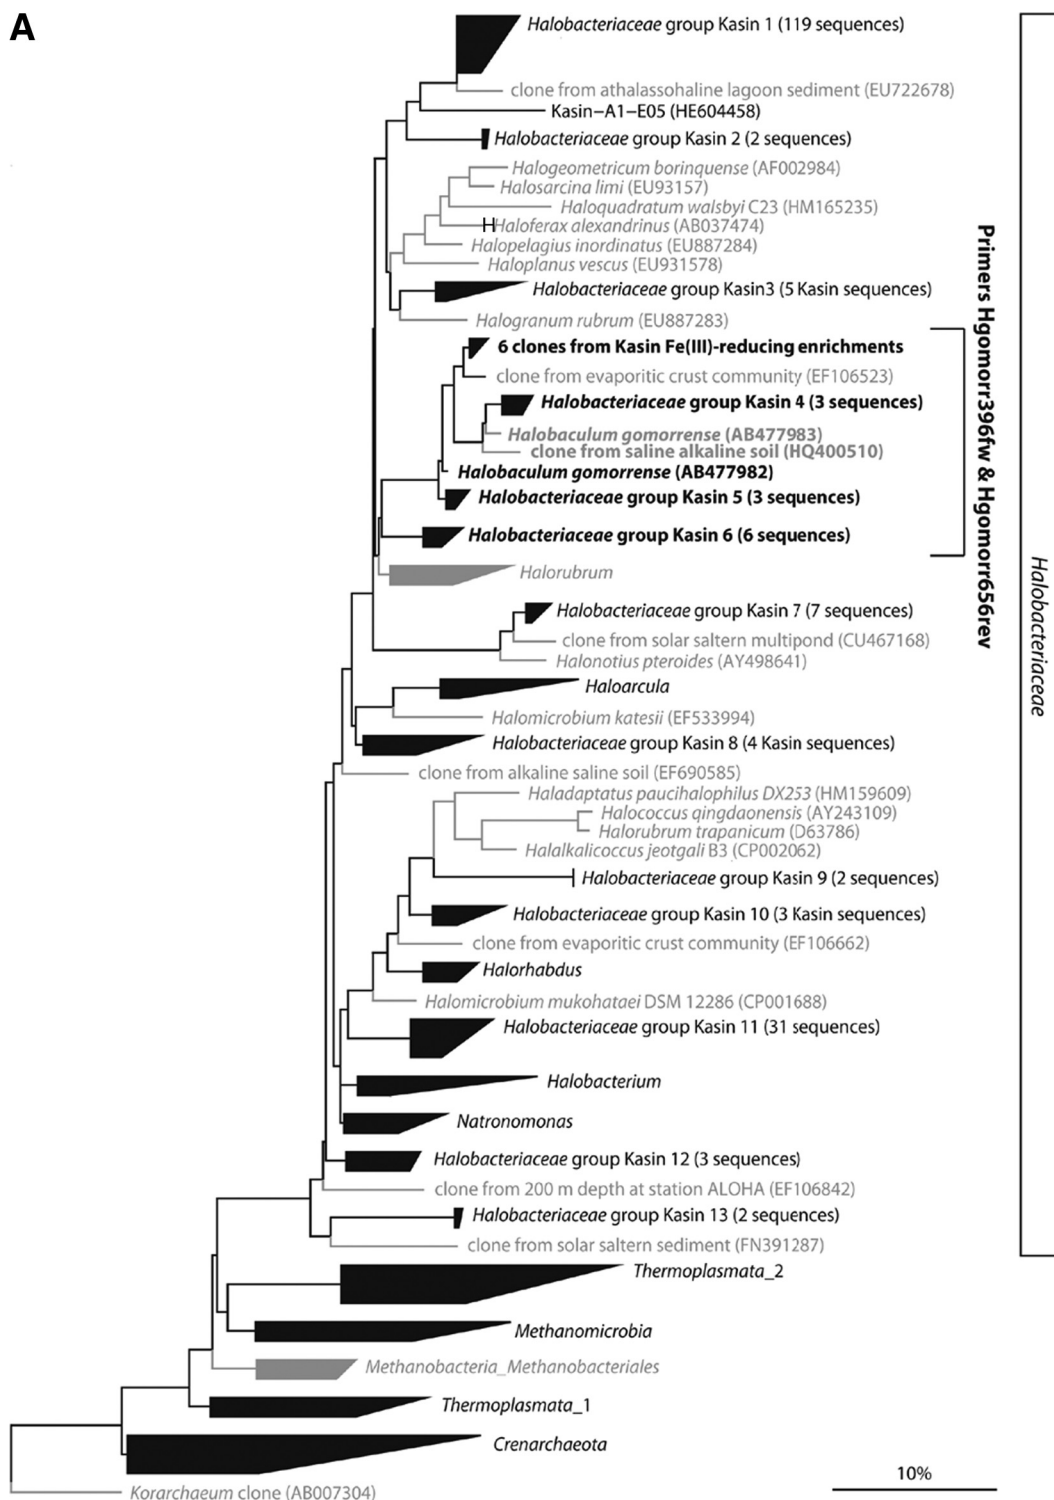 A
Halobacteriaceae group Kasin 1 (119 sequences)
clone from athalassohaline lagoon sediment (EU722678)
Kasin–A1–E05 (HE604458)
Halobacteriaceae group Kasin 2 (2 sequences)
Halogeometricum borinquense (AF002984)
Halosarcina limi (EU93157)
Haloquadratum walsbyi C23 (HM165235)
Haloferax alexandrinus (AB037474)
Halopelagius inordinatus (EU887284)
Haloplanus vescus (EU931578)
Halobacteriaceae group Kasin3 (5 Kasin sequences)
Halogranum rubrum (EU887283)
6 clones from Kasin Fe(III)-reducing enrichments
clone from evaporitic crust community (EF106523)
Halobacteriaceae group Kasin 4 (3 sequences)
Halobaculum gomorrense (AB477983)
clone from saline alkaline soil (HQ400510)
Halobaculum gomorrense (AB477982)
Halobacteriaceae group Kasin 5 (3 sequences)
Halobacteriaceae group Kasin 6 (6 sequences)
Halorubrum
Halobacteriaceae group Kasin 7 (7 sequences)
clone from solar saltern multipond (CU467168)
Halonotius pteroides (AY498641)
Haloarcula
Halomicrobium katesii (EF533994)
Halobacteriaceae group Kasin 8 (4 Kasin sequences)
clone from alkaline saline soil (EF690585)
Haladaptatus paucihalophilus DX253 (HM159609)
Halococcus qingdaonensis (AY243109)
Halorubrum trapanicum (D63786)
Halalkalicoccus jeotgali B3 (CP002062)
Halobacteriaceae group Kasin 9 (2 sequences)
Halobacteriaceae group Kasin 10 (3 Kasin sequences)
clone from evaporitic crust community (EF106662)
Halorhabdus
Halomicrobium mukohataei DSM 12286 (CP001688)
Halobacteriaceae group Kasin 11 (31 sequences)
Halobacterium
Natronomonas
Halobacteriaceae group Kasin 12 (3 sequences)
clone from 200 m depth at station ALOHA (EF106842)
Halobacteriaceae group Kasin 13 (2 sequences)
clone from solar saltern sediment (FN391287)
Thermoplasmata_2
Methanomicrobia
Methanobacteria_Methanobacteriales
Thermoplasmata_1
Crenarchaeota
Korarchaeum clone (AB007304)
10%
Primers Hgomorr396fw & Hgomorr656rev
Halobacteriaceae